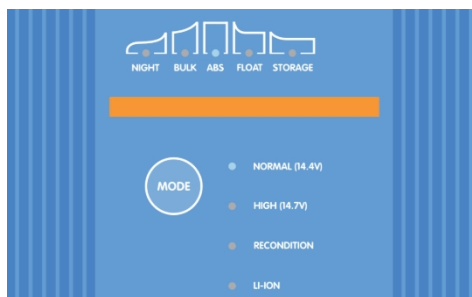 NIGHT BULK ABS FLOAT STORAGE
MODE
NORMAL (14.4V)
HIGH (14.7V)
RECONDITION
LI-ION